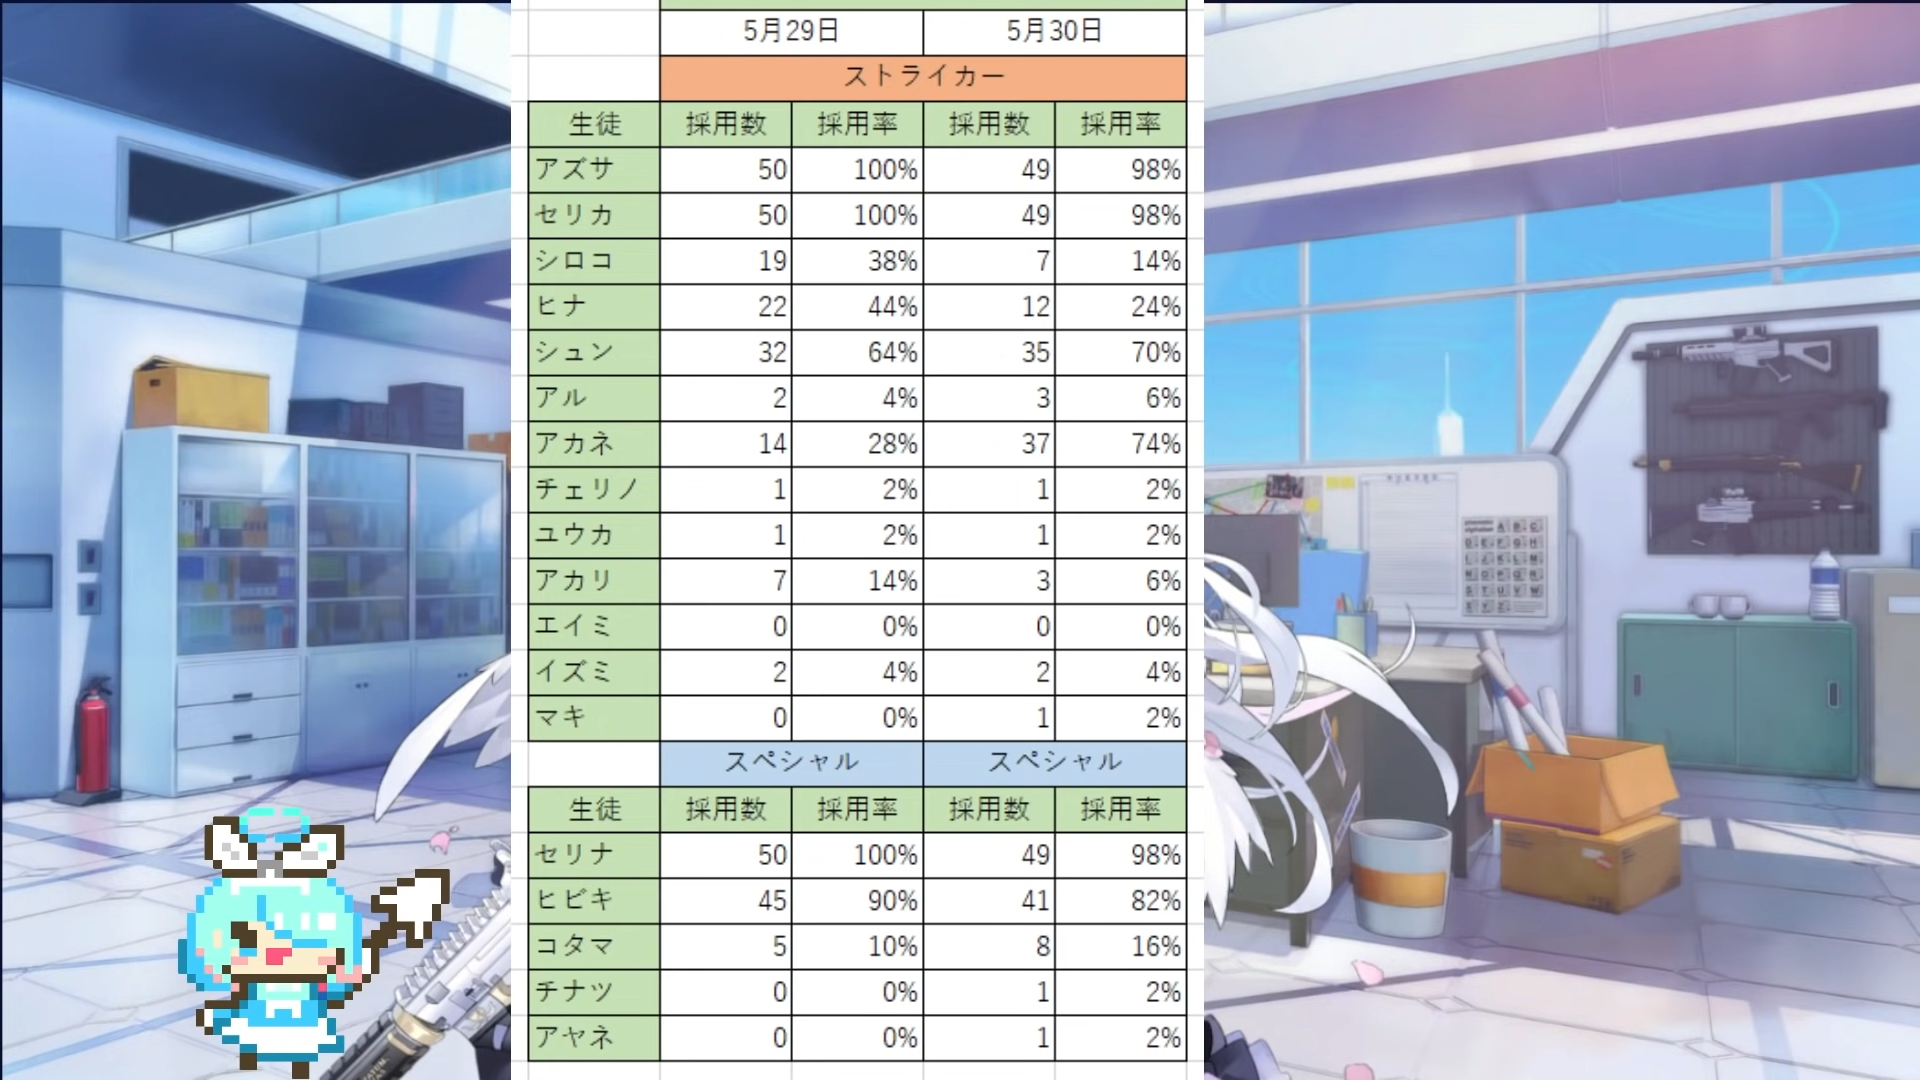 5月29日 5月30日
ストライカー
生徒 採用数 採用率 採用数 採用率
アズサ 50 100% 49 98%
セリカ 50 100% 49 98%
シロコ 19 38% 7 14%
ヒナ 22 44% 12 24%
シュン 32 64% 35 70%
アル 2 4% 3 6%
アカネ 14 28% 37 74%
チェリノ 1 2% 1 2%
ユウカ 1 2% 1 2%
アカリ 7 14% 3 6%
エイミ 0 0% 0 0%
イズミ 2 4% 2 4%
マキ 0 0% 1 2%
スペシャル スペシャル
生徒 採用数 採用率 採用数 採用率
セリナ 50 100% 49 98%
ヒビキ 45 90% 41 82%
コタマ 5 10% 8 16%
チナツ 0 0% 1 2%
アヤネ 0 0% 1 2%